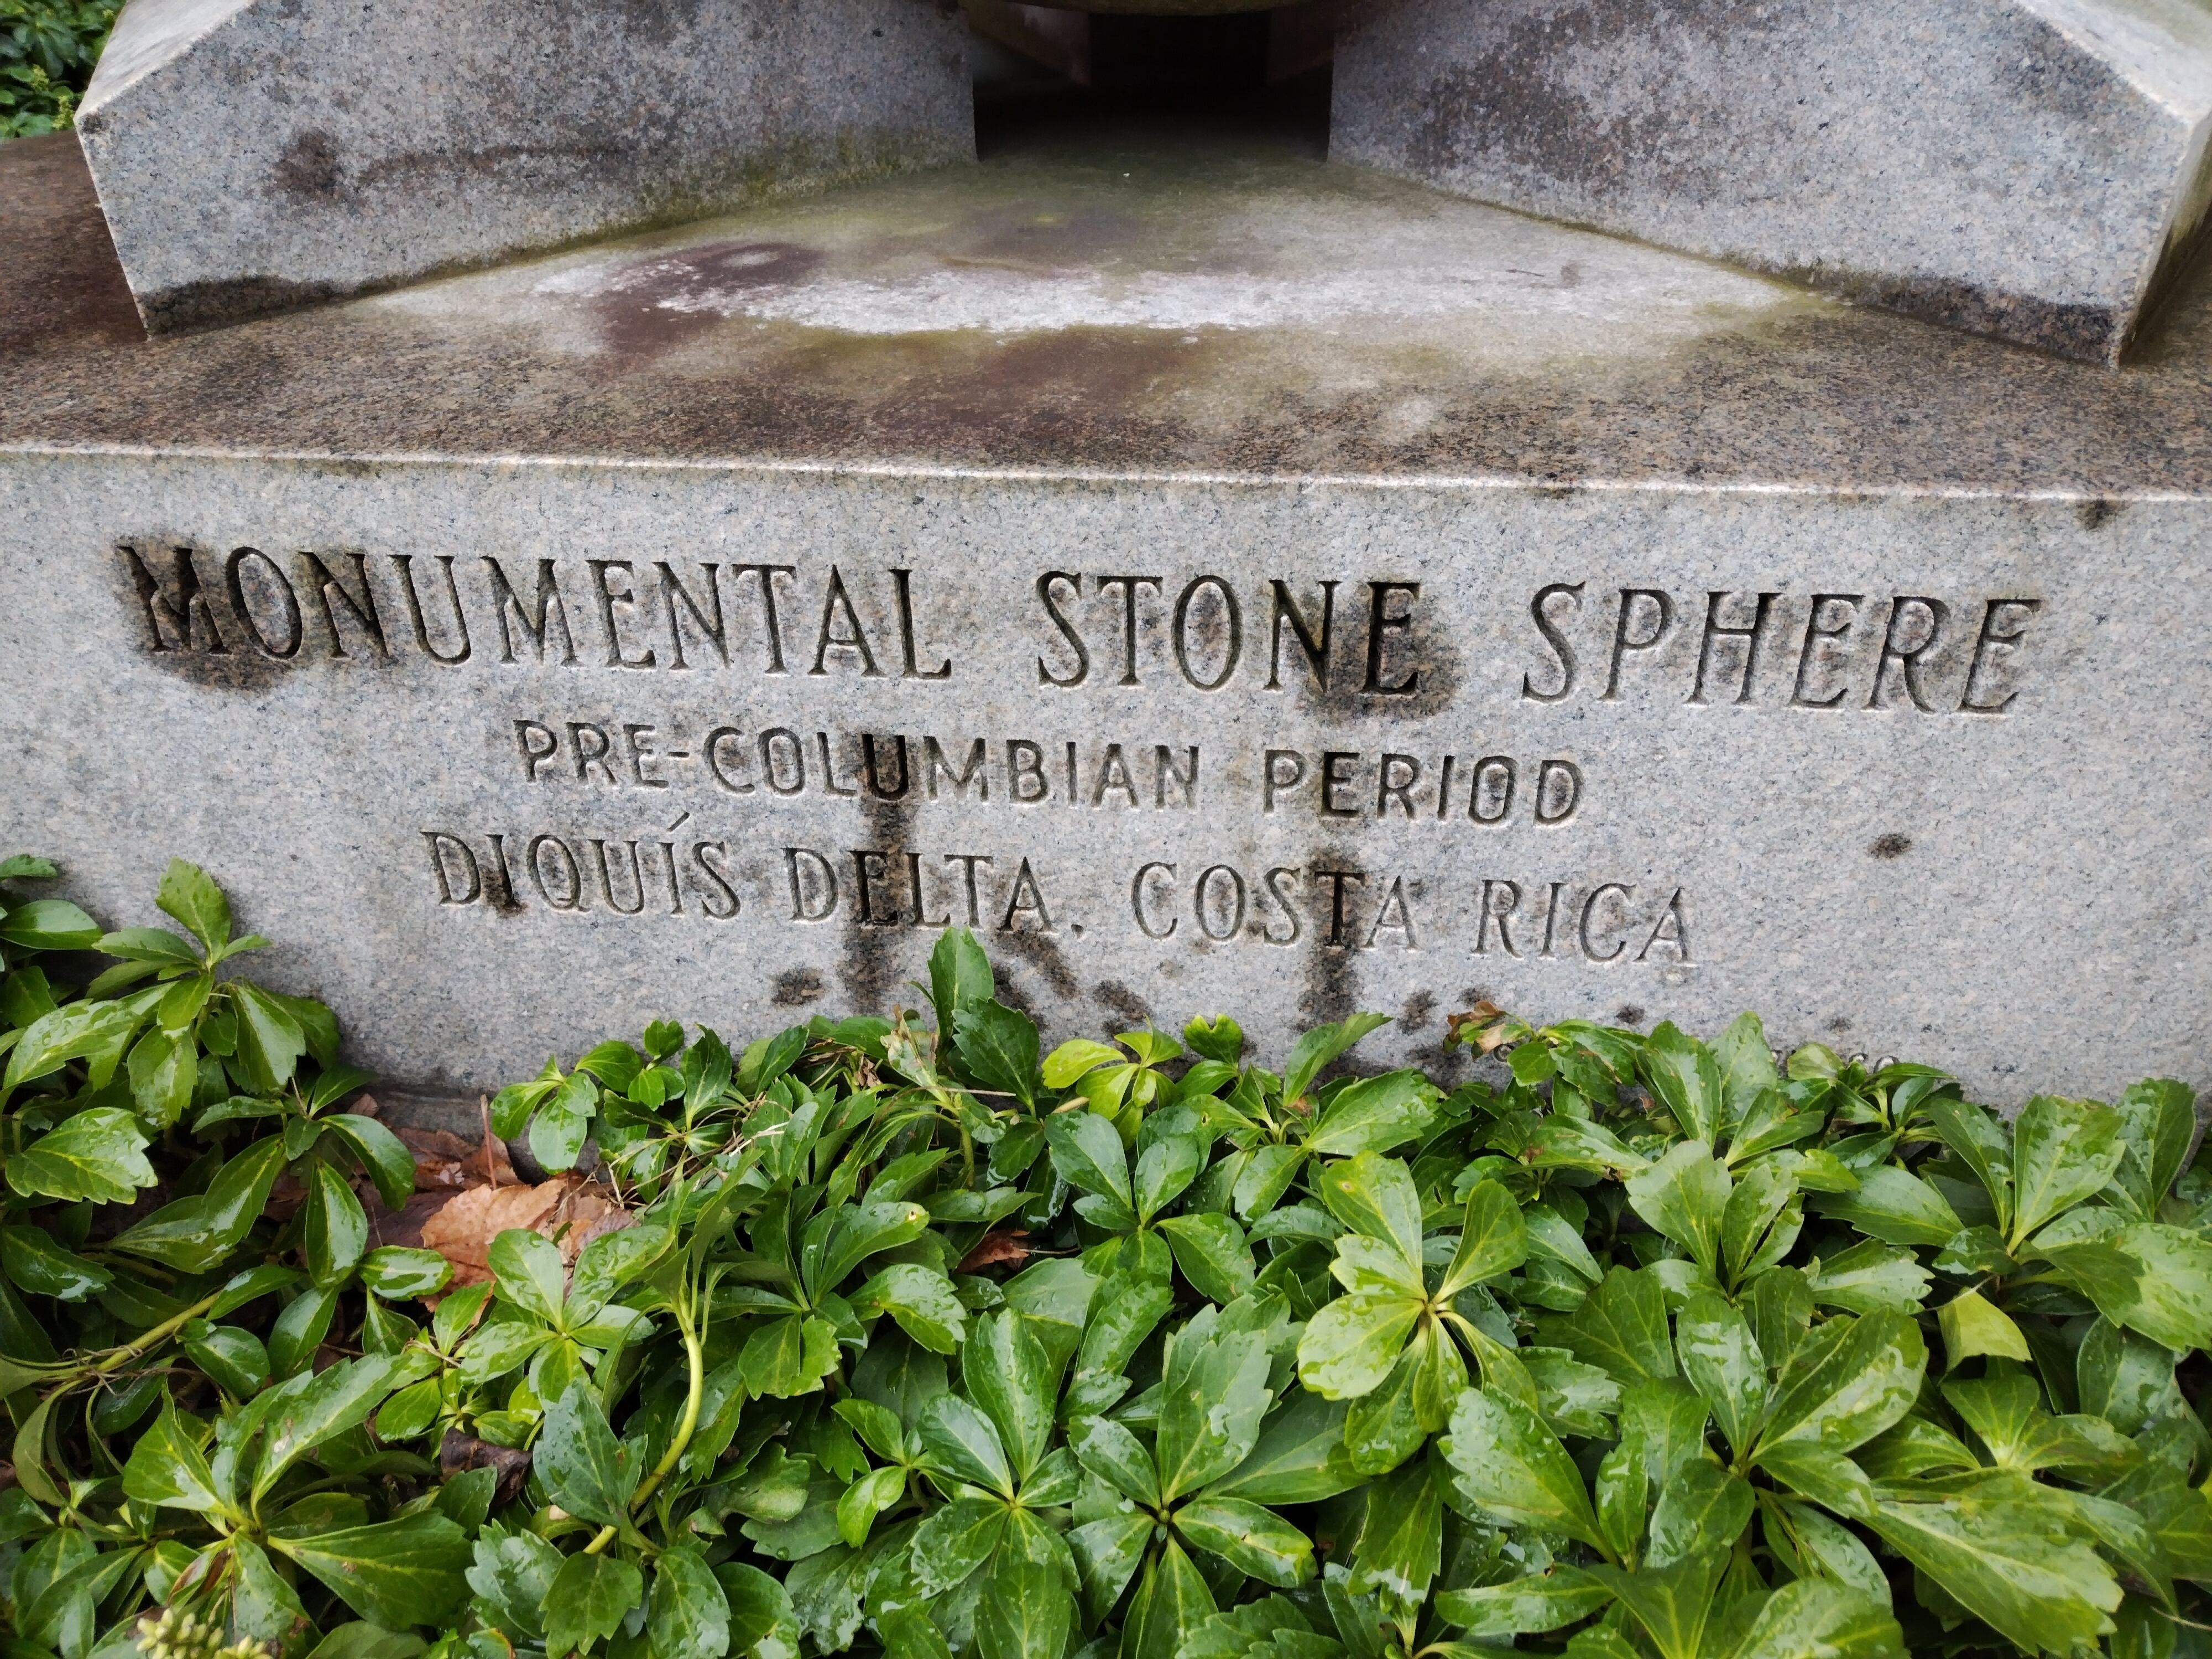 MONUMENTAL STONE SPHERE
PRE-COLUMBIAN PERIOD
DIQUÍS DELTA. COSTA RICA